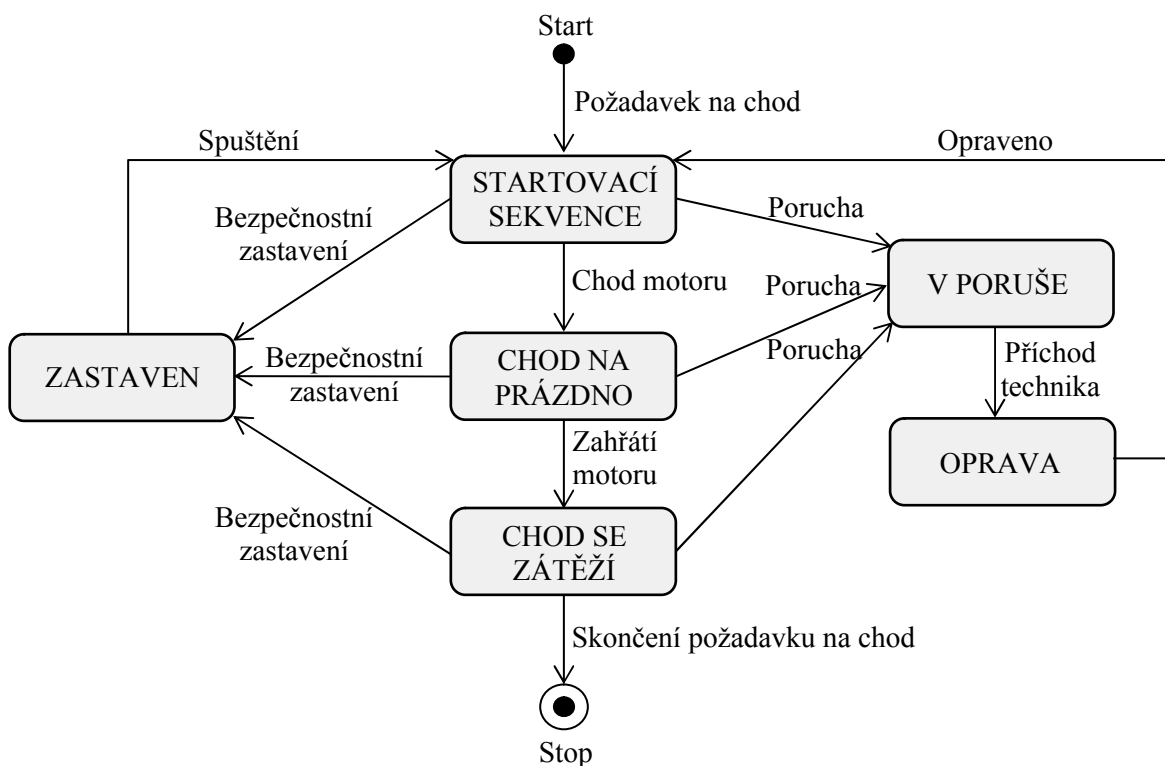 Start
Požadavek na chod
Spuštění
Opraveno
STARTOVACÍ
SEKVENCE
Bezpečnostní
zastavení
Porucha
Chod motoru
Porucha
V PORUŠE
ZASTAVEN
Bezpečnostní
zastavení
CHOD NA
PRÁZDNO
Porucha
Příchod
technika
Zahřátí
motoru
OPRAVA
Bezpečnostní
zastavení
CHOD SE
ZÁTĚŽÍ
Skončení požadavku na chod
Stop